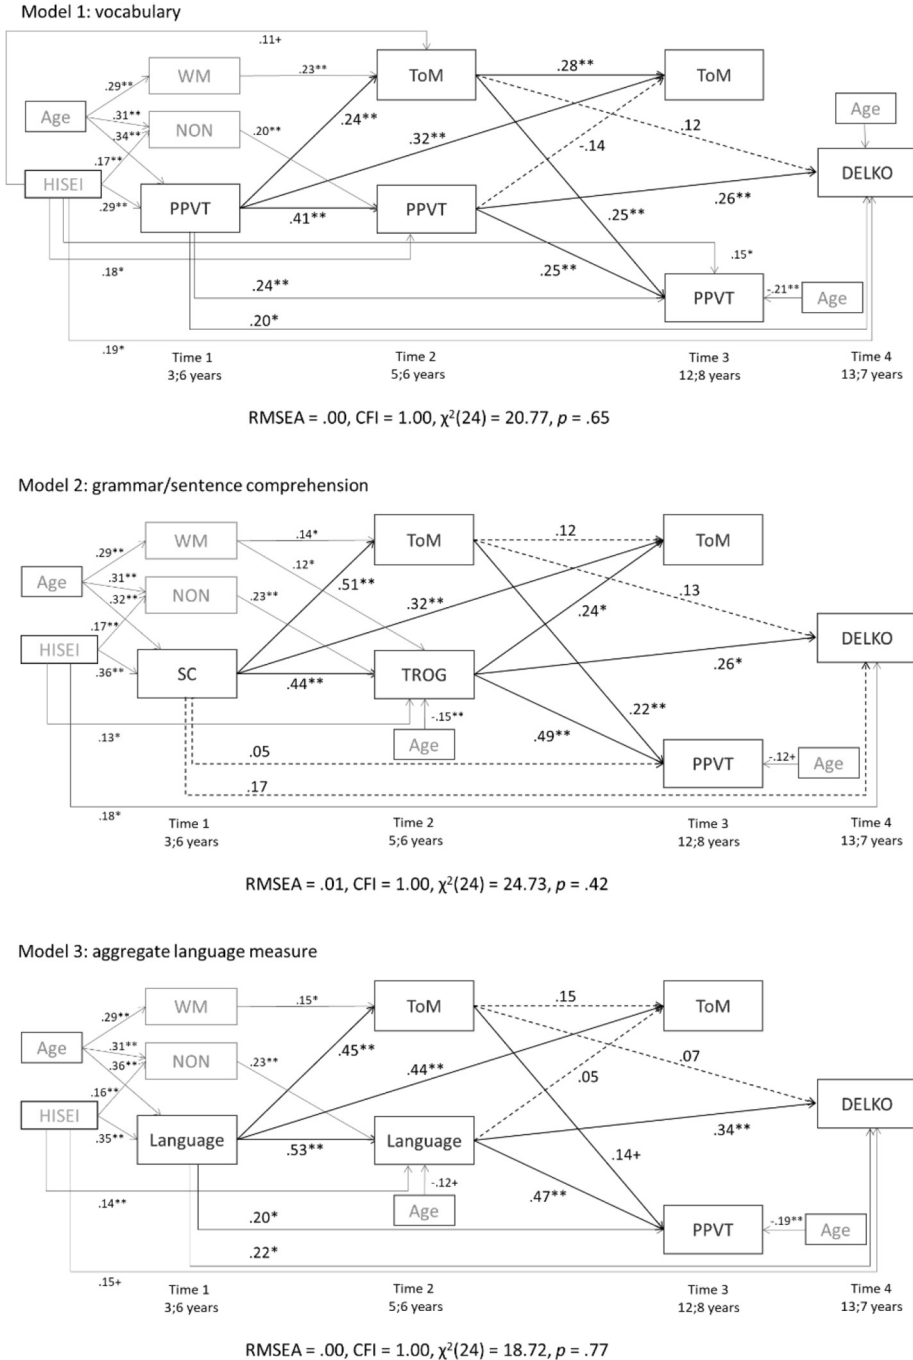 Model 1: vocabulary
.11+
WM
.23**
ToM
.28**
ToM
.29**
Age
.31**
NON
.20**
.24**
.32**
.12
Age
.34**
-.14
.17**
HISEI
DELKO
.29**
PPVT
.41**
PPVT
.26**
.25**
.15*
.18*
.24**
.25**
PPVT
-.21**
Age
.20*
.19*
Time 1
Time 2
Time 3
Time 4
3;6 years
5;6 years
12;8 years
13;7 years
RMSEA = .00, CFI = 1.00, χ²(24) = 20.77, p = .65
Model 2: grammar/sentence comprehension
WM
.14*
ToM
.12
ToM
.29**
.12*
Age
.31**
NON
.23**
.51**
.32**
.13
.32**
.24*
.17**
HISEI
DELKO
.36**
SC
.44**
TROG
.26*
-.15**
.22**
.13*
.05
Age
.49**
PPVT
-.12+
Age
.17
.18*
Time 1
Time 2
Time 3
Time 4
3;6 years
5;6 years
12;8 years
13;7 years
RMSEA = .01, CFI = 1.00, χ²(24) = 24.73, p = .42
Model 3: aggregate language measure
WM
.15*
ToM
.15
ToM
.29**
Age
.31**
NON
.23**
.45**
.44**
.07
.36**
.05
.16**
HISEI
DELKO
.35**
Language
.53**
Language
.34**
.14+
-.12+
.14**
.20*
Age
.47**
PPVT
-.19**
Age
.22*
.15+
Time 1
Time 2
Time 3
Time 4
3;6 years
5;6 years
12;8 years
13;7 years
RMSEA = .00, CFI = 1.00, χ²(24) = 18.72, p = .77